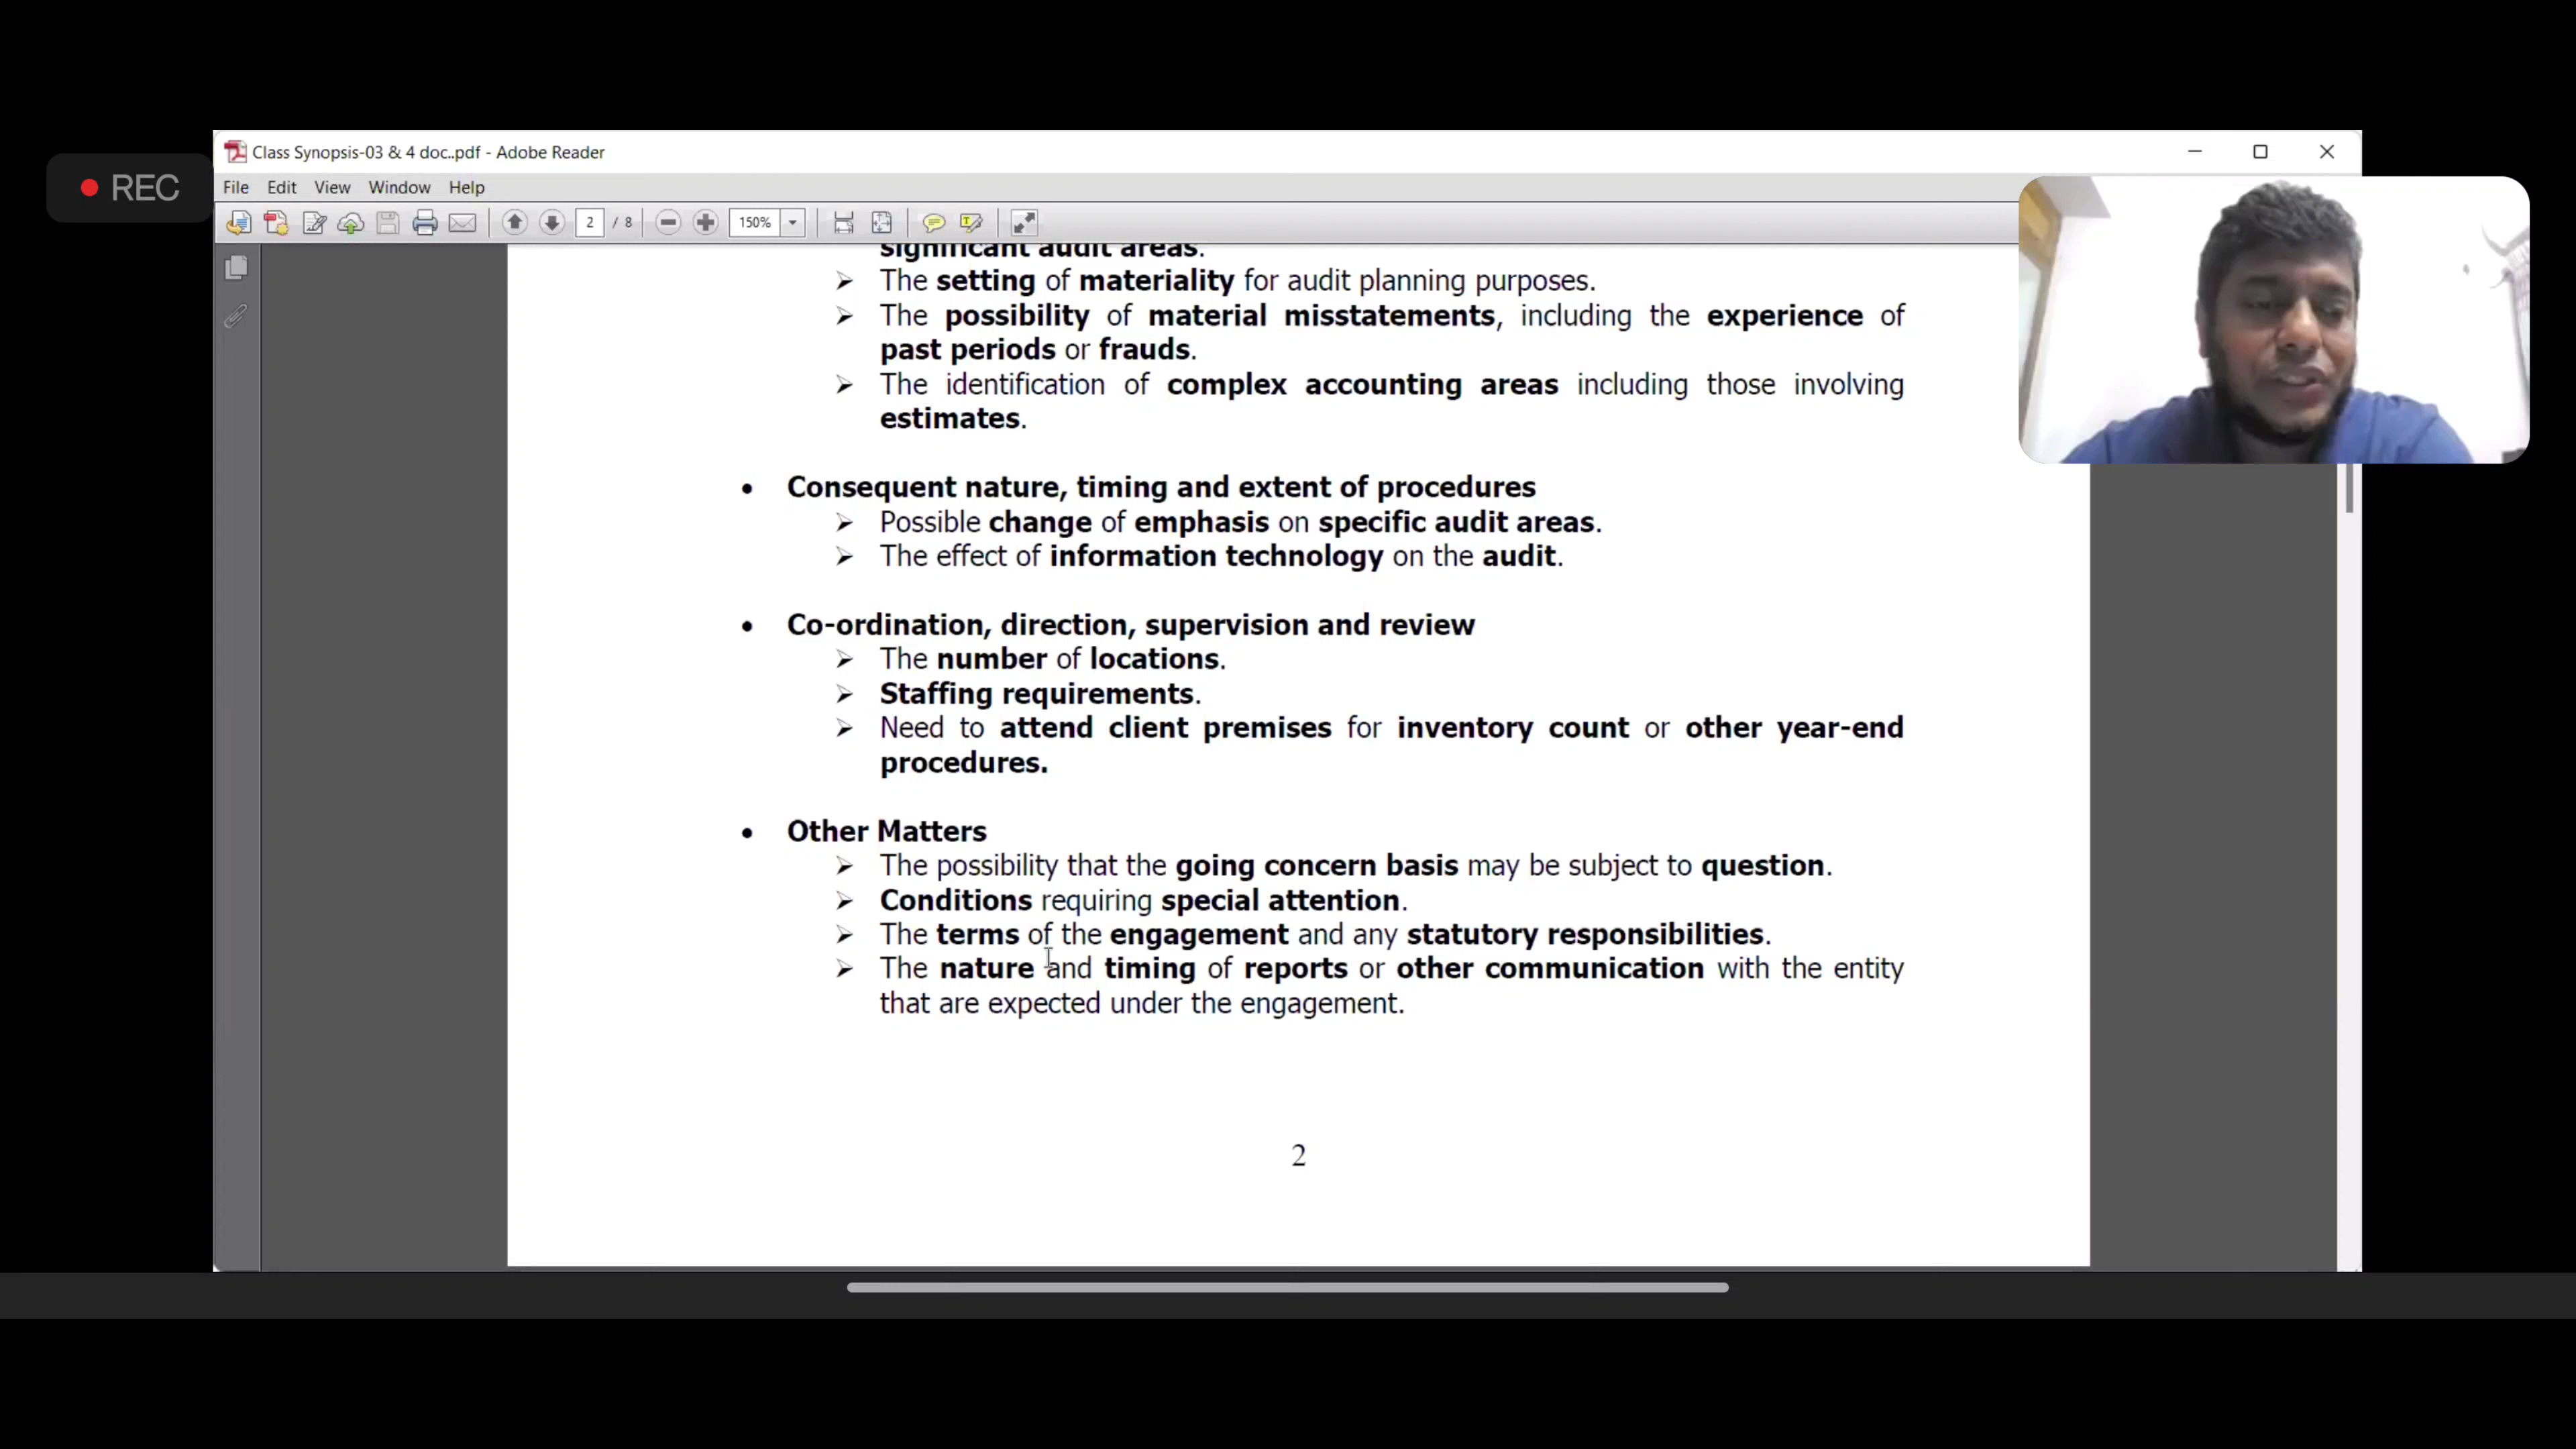 Class Synopsis-03 & 4 doc..pdf - Adobe Reader
REC
File Edit View Window Help
2 / 8 150%
significant audit areas.
➢ The setting of materiality for audit planning purposes.
➢ The possibility of material misstatements, including the experience of
past periods or frauds.
➢ The identification of complex accounting areas including those involving
estimates.
• Consequent nature, timing and extent of procedures
➢ Possible change of emphasis on specific audit areas.
➢ The effect of information technology on the audit.
• Co-ordination, direction, supervision and review
➢ The number of locations.
➢ Staffing requirements.
➢ Need to attend client premises for inventory count or other year-end
procedures.
• Other Matters
➢ The possibility that the going concern basis may be subject to question.
➢ Conditions requiring special attention.
➢ The terms of the engagement and any statutory responsibilities.
➢ The nature and timing of reports or other communication with the entity
that are expected under the engagement.
2